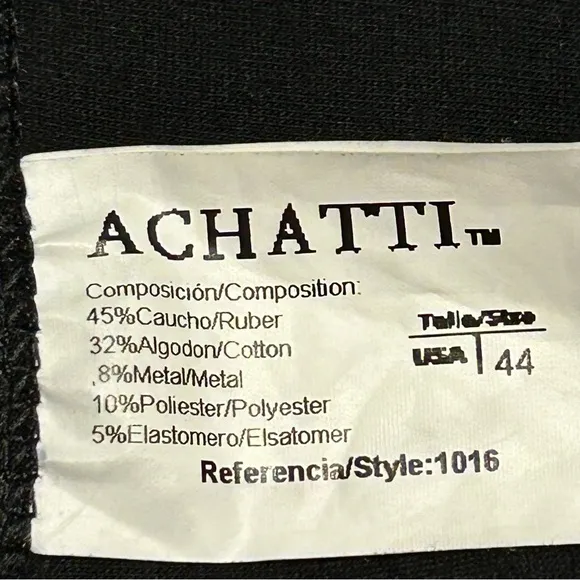 ACHATTI™
Composición/Composition:
45%Caucho/Ruber
32%Algodon/Cotton
,8%Metal/Metal
10%Poliester/Polyester
5%Elastomero/Elsatomer
Talla/Size
USA 44
Referencia/Style:1016